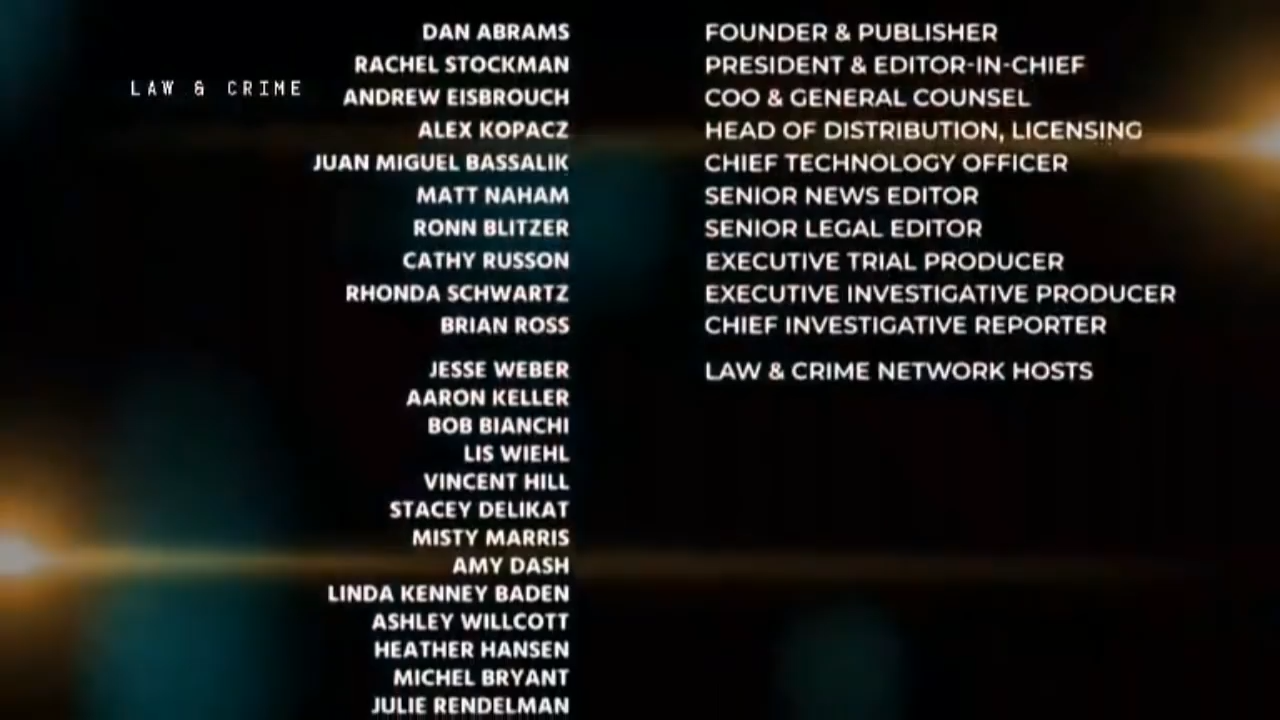 DAN ABRAMS FOUNDER & PUBLISHER
RACHEL STOCKMAN PRESIDENT & EDITOR-IN-CHIEF
LAW & CRIME
ANDREW EISBROUCH COO & GENERAL COUNSEL
ALEX KOPACZ HEAD OF DISTRIBUTION, LICENSING
JUAN MIGUEL BASSALIK CHIEF TECHNOLOGY OFFICER
MATT NAHAM SENIOR NEWS EDITOR
RONN BLITZER SENIOR LEGAL EDITOR
CATHY RUSSON EXECUTIVE TRIAL PRODUCER
RHONDA SCHWARTZ EXECUTIVE INVESTIGATIVE PRODUCER
BRIAN ROSS CHIEF INVESTIGATIVE REPORTER
JESSE WEBER LAW & CRIME NETWORK HOSTS
AARON KELLER
BOB BIANCHI
LIS WIEHL
VINCENT HILL
STACEY DELIKAT
MISTY MARRIS
AMY DASH
LINDA KENNEY BADEN
ASHLEY WILLCOTT
HEATHER HANSEN
MICHEL BRYANT
JULIE RENDELMAN